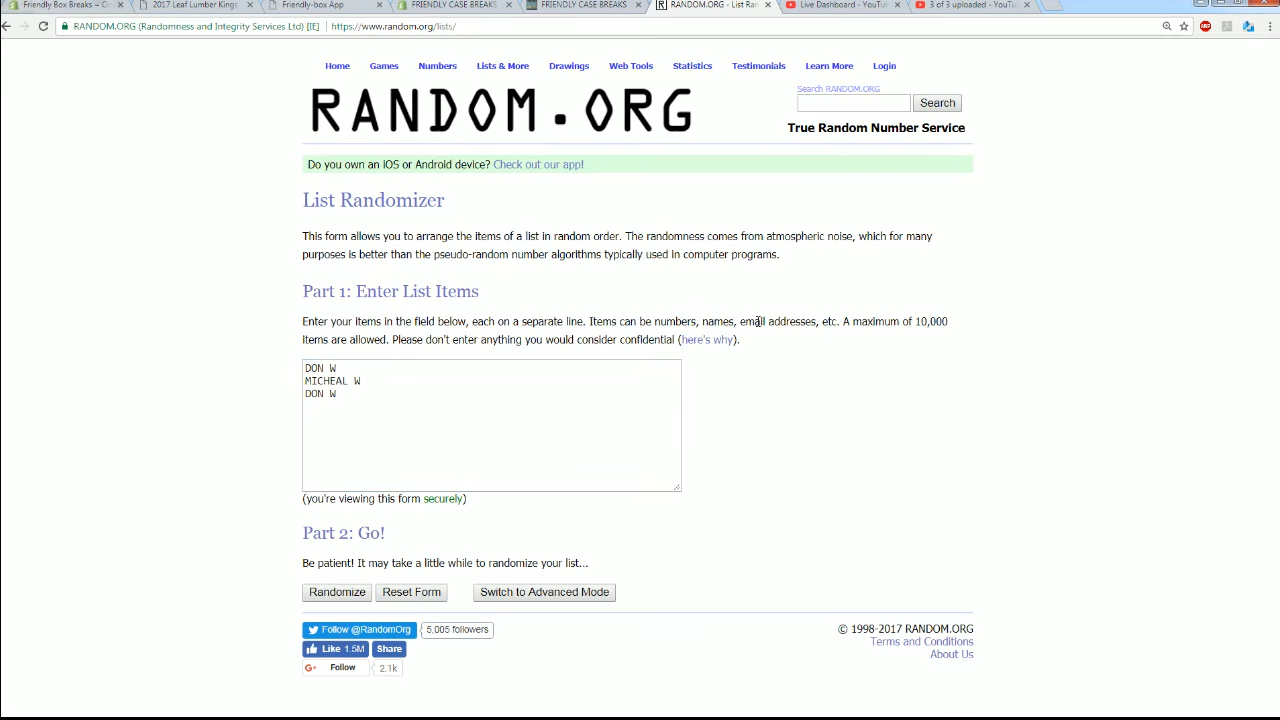 Friendly Box Breaks – C
2017 Leaf Lumber Kings
Friendly-box App
FRIENDLY CASE BREAKS
FRIENDLY CASE BREAKS
RANDOM.ORG - List Ran
Live Dashboard - YouTu
3 of 3 uploaded - YouTu
RANDOM.ORG (Randomness and Integrity Services Ltd) [IE] https://www.random.org/lists/
Home Games Numbers Lists & More Drawings Web Tools Statistics Testimonials Learn More Login
RANDOM.ORG
Search RANDOM.ORG
Search
True Random Number Service
Do you own an iOS or Android device? Check out our app!
List Randomizer
This form allows you to arrange the items of a list in random order. The randomness comes from atmospheric noise, which for many
purposes is better than the pseudo-random number algorithms typically used in computer programs.
Part 1: Enter List Items
Enter your items in the field below, each on a separate line. Items can be numbers, names, email addresses, etc. A maximum of 10,000
items are allowed. Please don't enter anything you would consider confidential (here's why).
DON W
MICHEAL W
DON W
(you're viewing this form securely)
Part 2: Go!
Be patient! It may take a little while to randomize your list...
Randomize Reset Form Switch to Advanced Mode
Follow @RandomOrg 5,005 followers
Like 1.5M Share
G+ Follow 2.1k
© 1998-2017 RANDOM.ORG
Terms and Conditions
About Us